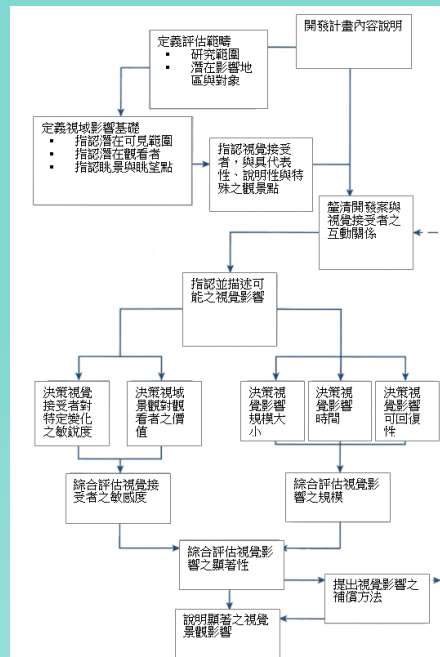 開發計畫內容說明
定義評估範疇
▪ 研究範圍
▪ 潛在影響地
區與對象
定義視域影響基礎
▪ 指認潛在可見範圍
▪ 指認潛在觀看者
▪ 指認眺景與眺望點
指認視覺接受
者，與具代表
性、說明性與特
殊之觀景點
釐清開發案與
視覺接受者之
互動關係
指認並描述可
能之視覺影響
決策視覺
接受者對
特定變化
之敏銳度
決策視域
景觀對觀
看者之價
值
決策視覺影響
規模大
小
決策視
覺影響
時間
決策視
覺影響
可回復
性
綜合評估視覺接
受者之敏感度
綜合評估視覺影
響之規模
綜合評估視覺影
響之顯著性
提出視覺影響之
補償方法
說明顯著之視覺
景觀影響